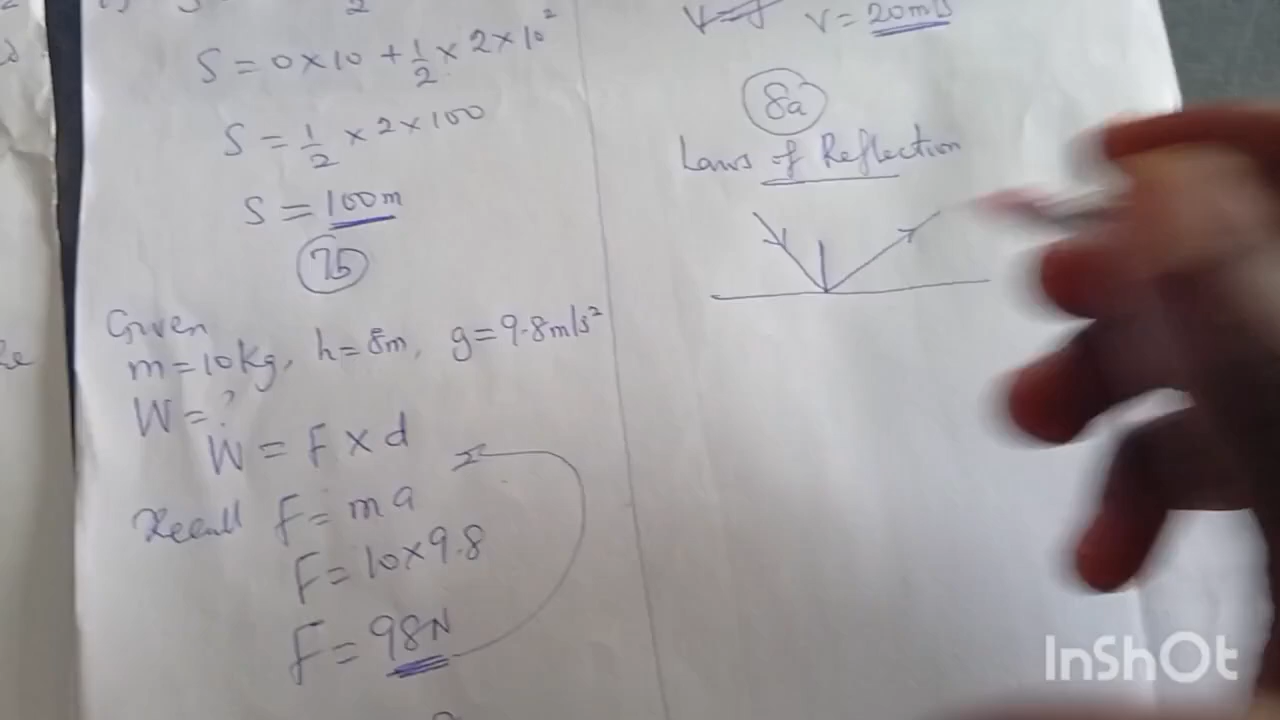 S = 0 × 10 + 1/2 × 2 × 10²
S = 1/2 × 2 × 100
S = 100m
7b
Given
m = 10kg, h = 8m, g = 9.8m/s²
W = ?
W = F × d
Recall F = ma
F = 10 × 9.8
F = 98N
V = 20m/s
8a
Laws of Reflection
InShOt